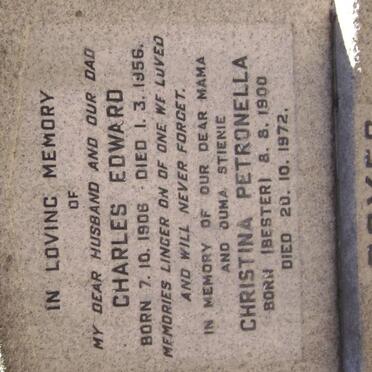 IN LOVING MEMORY
OF
MY DEAR HUSBAND AND OUR DAD
CHARLES EDWARD
BORN 7. 10. 1906 DIED 1. 3. 1956.
MEMORIES LINGER ON OF ONE WE LOVED
AND WILL NEVER FORGET.
IN MEMORY OF OUR DEAR MAMA
AND OUMA STIENIE
CHRISTINA PETRONELLA
BORN (BESTER) 8. 8. 1900
DIED 20. 10. 1972.